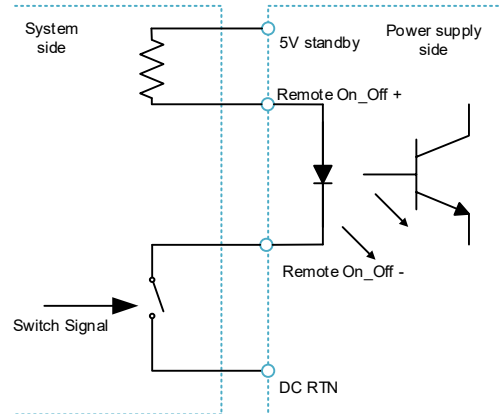 System
side
5V standby
Power supply
side
Remote On_Off +
Remote On_Off -
Switch Signal
DC RTN